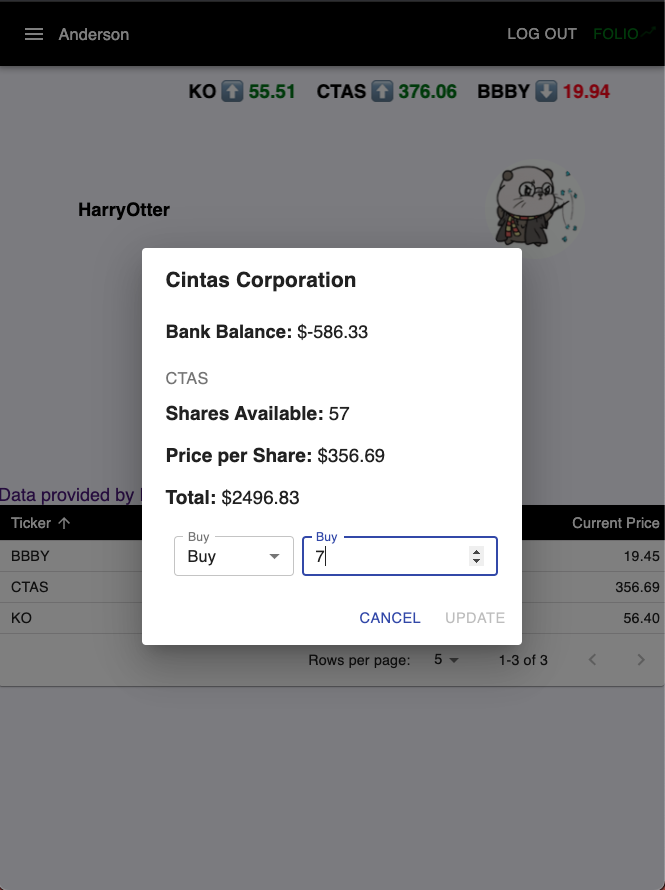 Anderson LOG OUT FOLIO
KO ⬆ 55.51 CTAS ⬆ 376.06 BBBY ⬇ 19.94
HarryOtter
Cintas Corporation
Bank Balance: $-586.33
CTAS
Shares Available: 57
Price per Share: $356.69
Total: $2496.83
Data provided by
Ticker ↑ Current Price
Buy Buy
Buy 7
BBBY 19.45
CTAS 356.69
KO 56.40
CANCEL UPDATE
Rows per page: 5 1-3 of 3